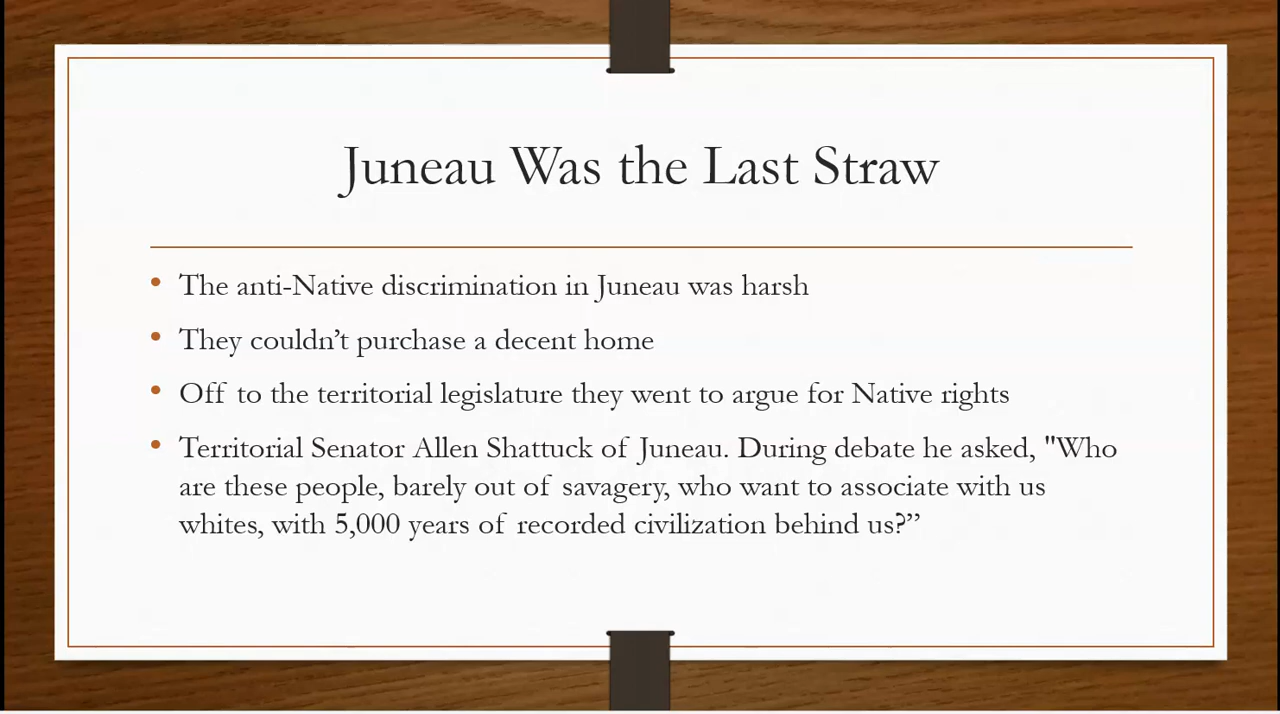 Juneau Was the Last Straw
• The anti-Native discrimination in Juneau was harsh
• They couldn’t purchase a decent home
• Off to the territorial legislature they went to argue for Native rights
• Territorial Senator Allen Shattuck of Juneau. During debate he asked, "Who
are these people, barely out of savagery, who want to associate with us
whites, with 5,000 years of recorded civilization behind us?”